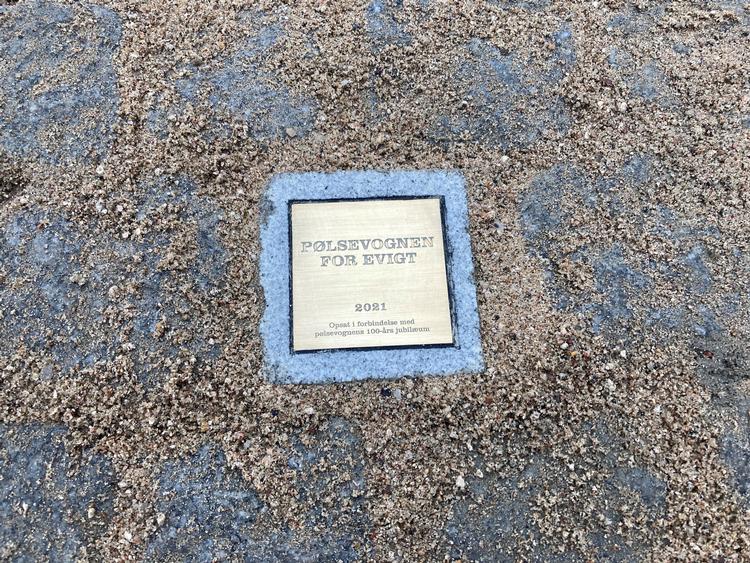 PØLSEVOGNEN
FOR EVIGT
2021
Opsat i forbindelse med
pølsevognens 100-års jubilæum